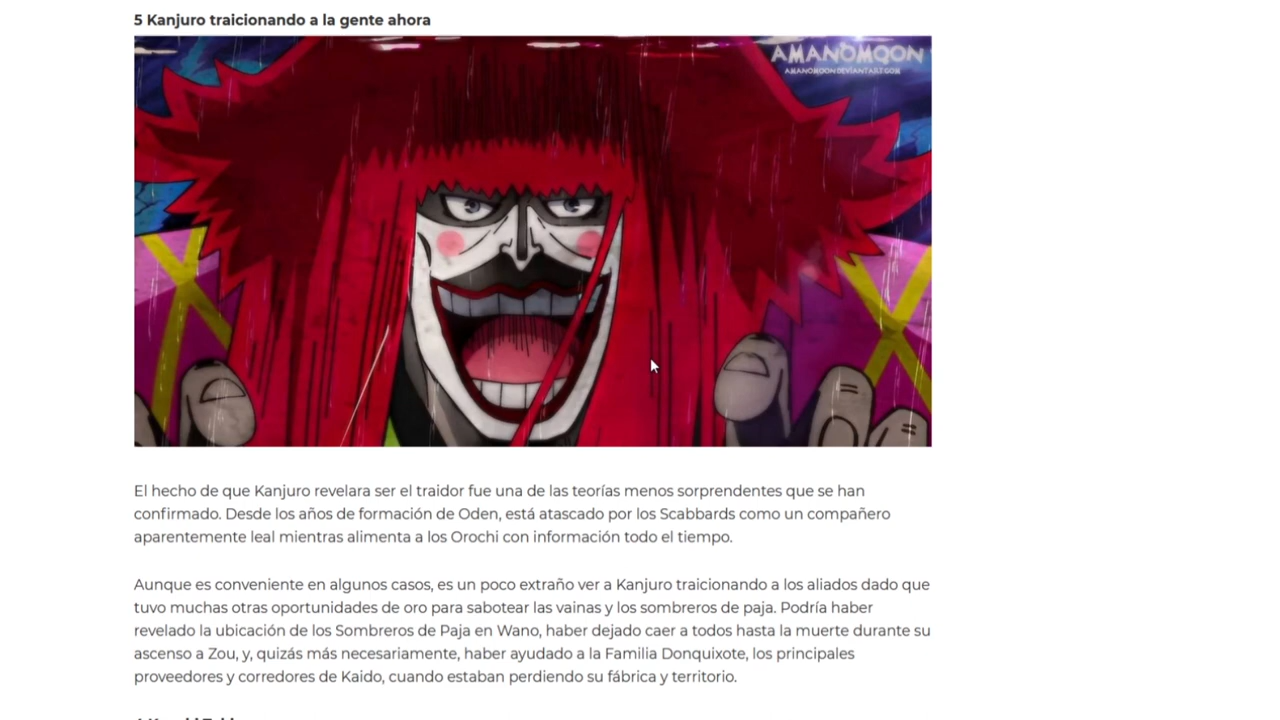 5 Kanjuro traicionando a la gente ahora
AMANOMOON
AMANOMOON.DEVIANTART.COM
El hecho de que Kanjuro revelara ser el traidor fue una de las teorías menos sorprendentes que se han
confirmado. Desde los años de formación de Oden, está atascado por los Scabbards como un compañero
aparentemente leal mientras alimenta a los Orochi con información todo el tiempo.
Aunque es conveniente en algunos casos, es un poco extraño ver a Kanjuro traicionando a los aliados dado que
tuvo muchas otras oportunidades de oro para sabotear las vainas y los sombreros de paja. Podría haber
revelado la ubicación de los Sombreros de Paja en Wano, haber dejado caer a todos hasta la muerte durante su
ascenso a Zou, y, quizás más necesariamente, haber ayudado a la Familia Donquixote, los principales
proveedores y corredores de Kaido, cuando estaban perdiendo su fábrica y territorio.